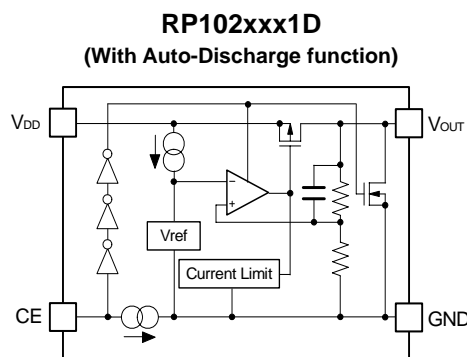 RP102xxx1D
(With Auto-Discharge function)
VDD
VOUT
−
+
Vref
Current Limit
CE
GND